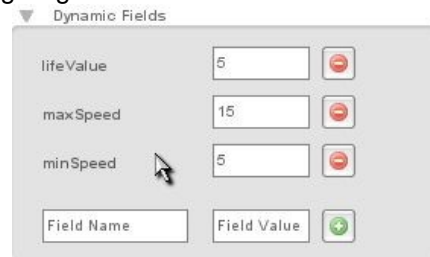 Dynamic Fields
lifeValue 5
maxSpeed 15
minSpeed 5
Field Name Field Value